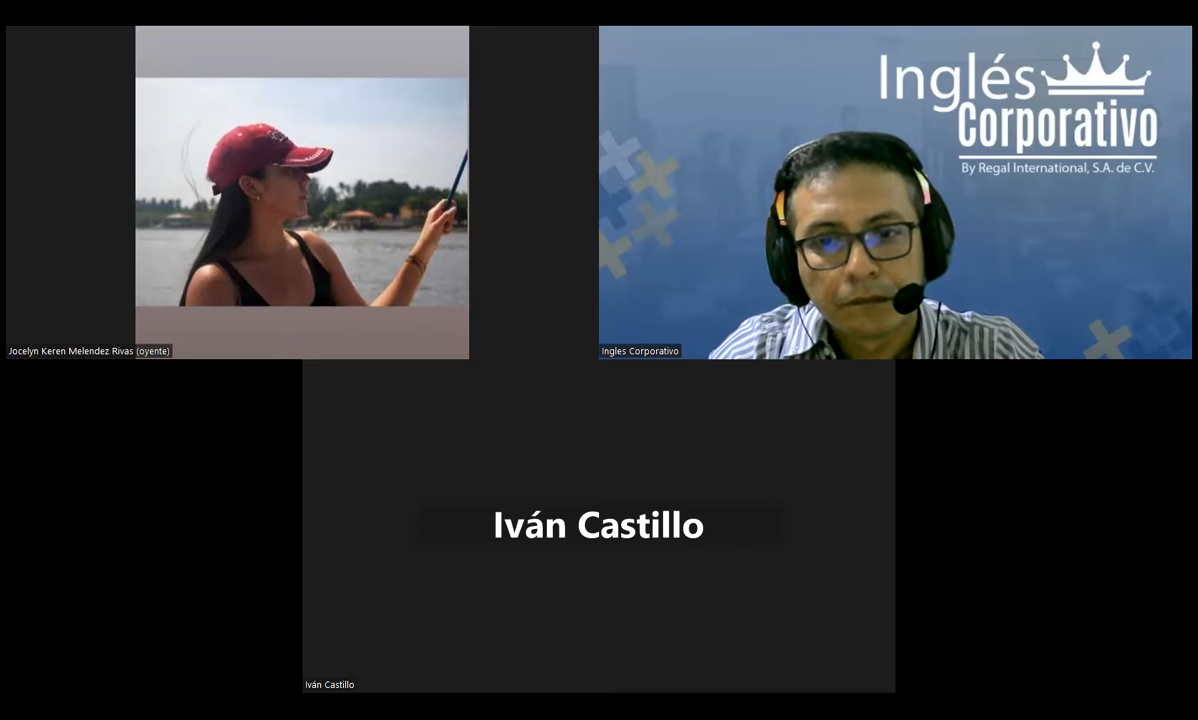 Inglés
Corporativo
By Regal International, S.A. de C.V.
Jocelyn Keren Melendez Rivas (oyente)
Ingles Corporativo
Iván Castillo
Iván Castillo